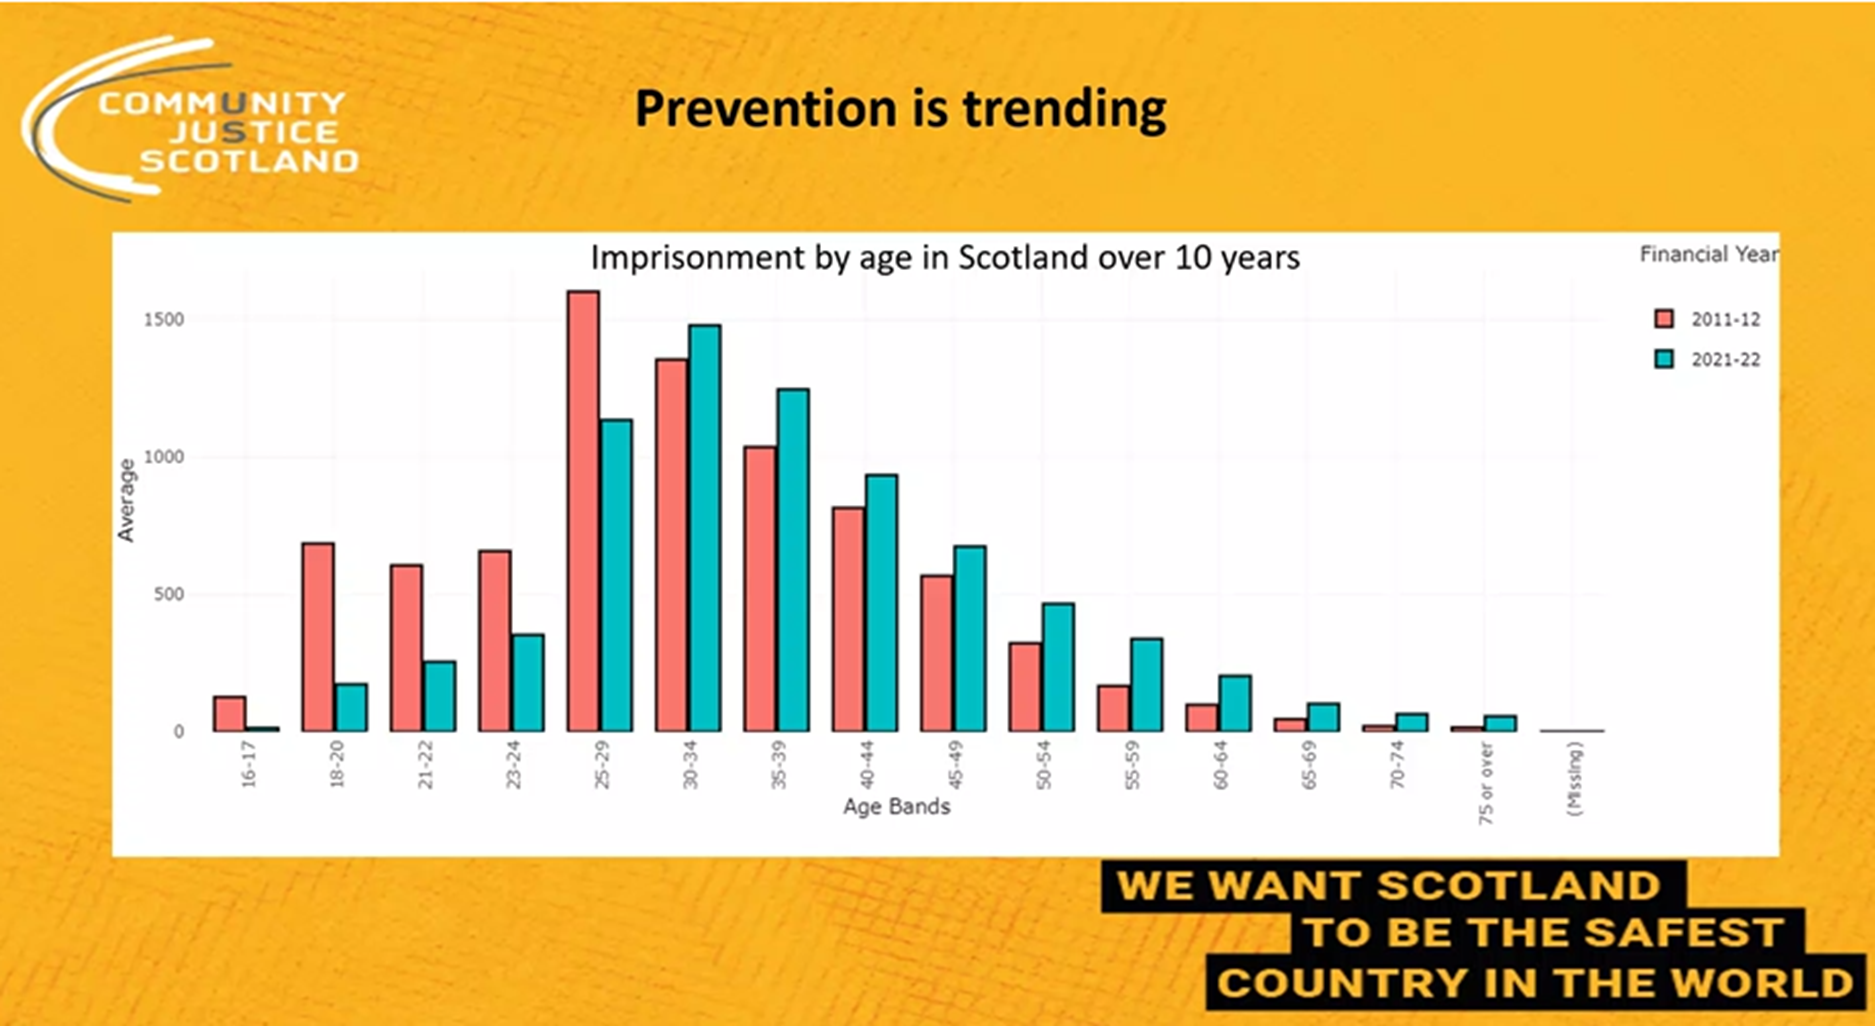 COMMUNITY
JUSTICE
SCOTLAND
Prevention is trending
Imprisonment by age in Scotland over 10 years
Financial Year
2011-12
2021-22
Average
1500
1000
500
0
16-17
18-20
21-22
23-24
25-29
30-34
35-39
40-44
45-49
50-54
55-59
60-64
65-69
70-74
75 or over
(Missing)
Age Bands
WE WANT SCOTLAND
TO BE THE SAFEST
COUNTRY IN THE WORLD